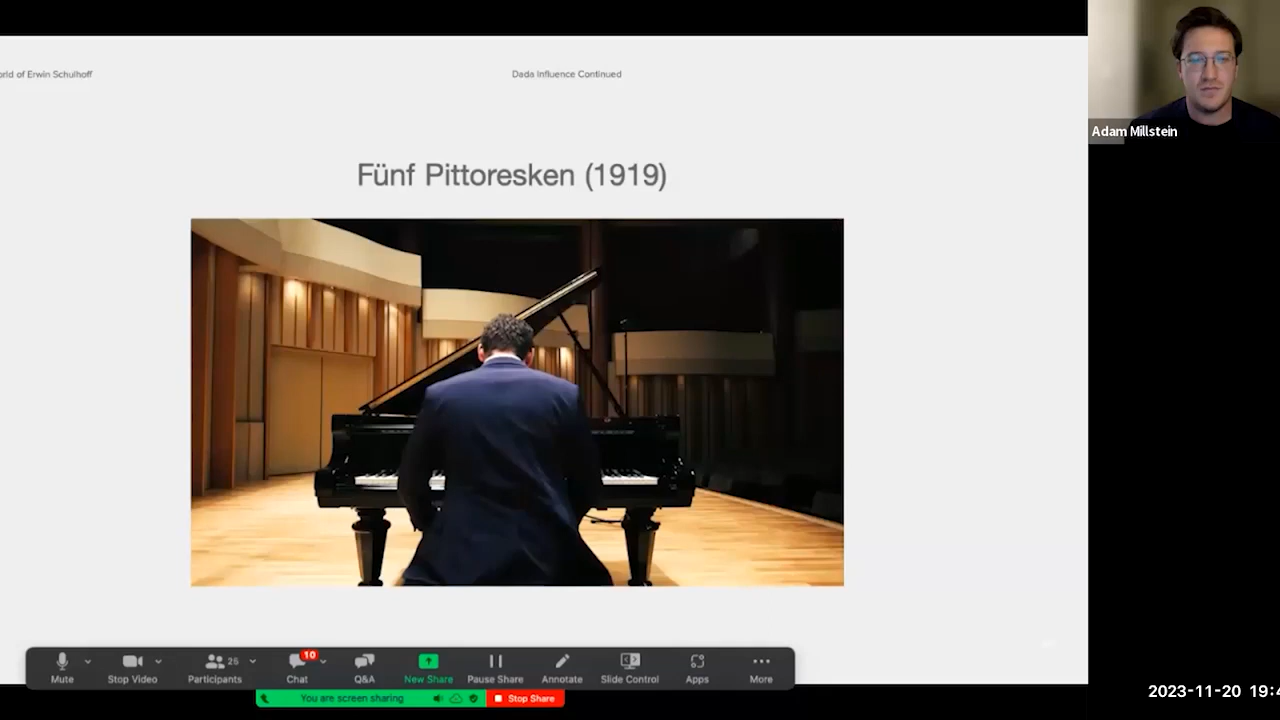 orld of Erwin Schulhoff
Dada Influence Continued
Adam Millstein
Fünf Pittoresken (1919)
10
25
Mute
Stop Video
Participants
Chat
Q&A
New Share
Pause Share
Annotate
Slide Control
Apps
More
You are screen sharing
Stop Share
2023-11-20 19:4